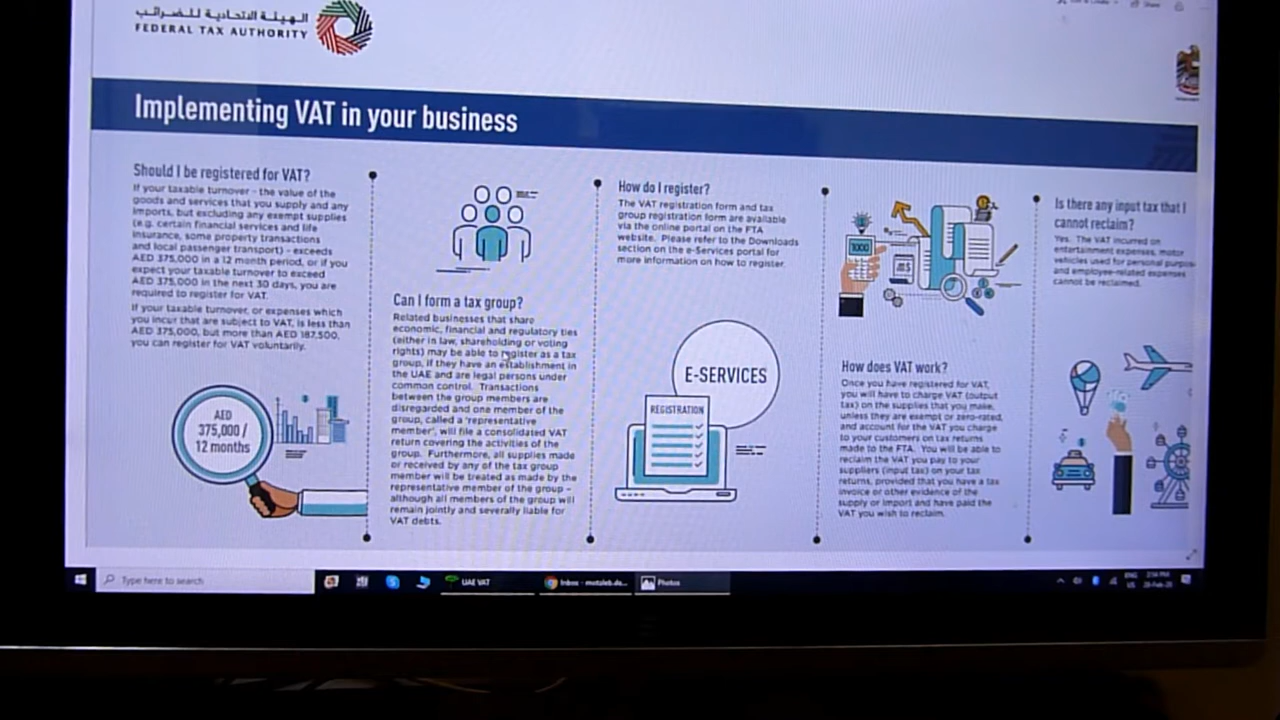 الهيئة الاتحادية للضرائب
FEDERAL TAX AUTHORITY
Share
Implementing VAT in your business
Should I be registered for VAT?
If your taxable turnover - the value of the
goods and services that you supply and any
imports, but excluding any exempt supplies
(e.g. certain financial services and life
insurance, some property transactions
and local passenger transport) - exceeds
AED 375,000 in a 12 month period, or if you
expect your taxable turnover to exceed
AED 375,000 in the next 30 days, you are
required to register for VAT.
If your taxable turnover, or expenses which
you incur that are subject to VAT, is less than
AED 375,000, but more than AED 187,500,
you can register for VAT voluntarily.
AED
375,000 /
12 months
Can I form a tax group?
Related businesses that share
economic, financial and regulatory ties
(either in law, shareholding or voting
rights) may be able to register as a tax
group, if they have an establishment in
the UAE and are legal persons under
common control. Transactions
between the group members are
disregarded and one member of the
group, called a 'representative
member', will file a consolidated VAT
return covering the activities of the
group. Furthermore, all supplies made
or received by any of the tax group
member will be treated as made by the
representative member of the group -
although all members of the group will
remain jointly and severally liable for
VAT debts.
How do I register?
The VAT registration form and tax
group registration form are available
via the online portal on the FTA
website. Please refer to the Downloads
section on the e-Services portal for
more information on how to register.
E-SERVICES
REGISTRATION
1000
How does VAT work?
Once you have registered for VAT,
you will have to charge VAT (output
tax) on the supplies that you make,
unless they are exempt or zero-rated,
and account for the VAT you charge
to your customers on tax returns
made to the FTA. You will be able to
reclaim the VAT you pay to your
suppliers (input tax) on your tax
returns, provided that you have a tax
invoice or other evidence of the
supply or import and have paid the
VAT you wish to reclaim.
Is there any input tax that I
cannot reclaim?
Yes. The VAT incurred on
entertainment expenses, motor
vehicles used for personal purpos
and employee-related expenses
cannot be reclaimed.
Type here to search
UAE VAT
Inbox - motaleb.da...
Photos
ENG
US
2:14 PM